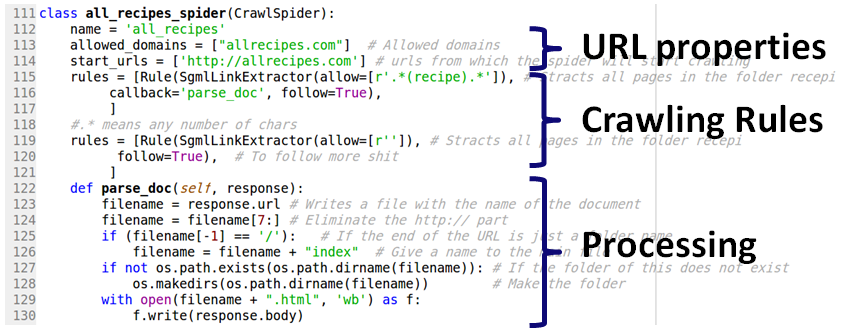 111 class all_recipes_spider(CrawlSpider):
112     name = 'all_recipes'
113     allowed_domains = ["allrecipes.com"]  # Allowed domains
114     start_urls = ['http://allrecipes.com'] # urls from which the spider will start crawling
URL properties
115     rules = [Rule(SgmlLinkExtractor(allow=[r'.*(recipe).*']), # Stracts all pages in the folder recepi
116          callback='parse_doc', follow=True),
117          ]
118     #.* means any number of chars
119     rules = [Rule(SgmlLinkExtractor(allow=[r'']), # Stracts all pages in the folder recepi
120           follow=True),  # To follow more shit
121          ]
Crawling Rules
122     def parse_doc(self, response):
123         filename = response.url # Writes a file with the name of the document
124         filename = filename[7:] # Eliminate the http:// part
125         if (filename[-1] == '/'):   # If the end of the URL is just a folder name
126             filename = filename + "index"  # Give a name to the main file
127         if not os.path.exists(os.path.dirname(filename)): # If the folder of this does not exist
128             os.makedirs(os.path.dirname(filename))        # Make the folder
129         with open(filename + ".html", 'wb') as f:
130             f.write(response.body)
Processing